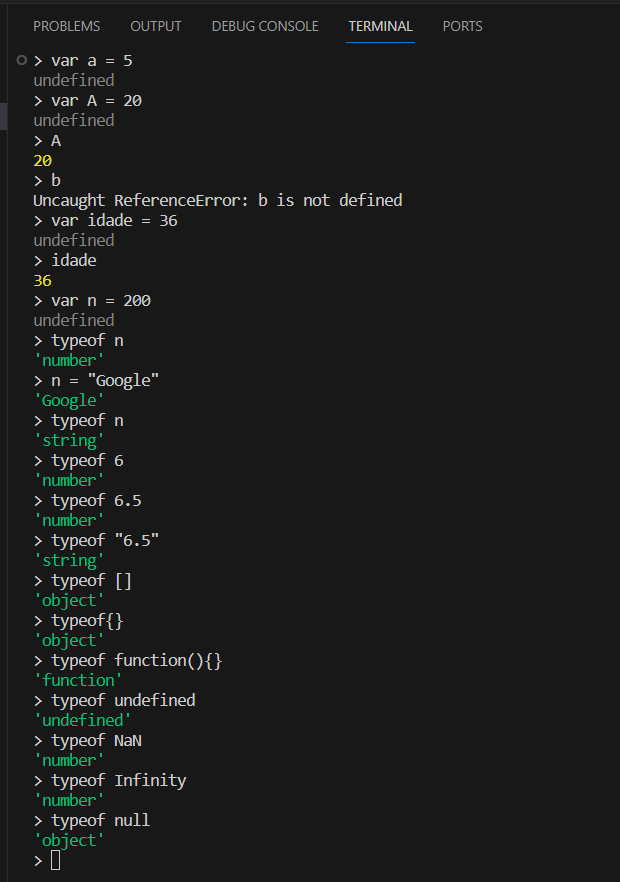 PROBLEMS OUTPUT DEBUG CONSOLE TERMINAL PORTS
> var a = 5
undefined
> var A = 20
undefined
> A
20
> b
Uncaught ReferenceError: b is not defined
> var idade = 36
undefined
> idade
36
> var n = 200
undefined
> typeof n
'number'
> n = "Google"
'Google'
> typeof n
'string'
> typeof 6
'number'
> typeof 6.5
'number'
> typeof "6.5"
'string'
> typeof []
'object'
> typeof{}
'object'
> typeof function(){}
'function'
> typeof undefined
'undefined'
> typeof NaN
'number'
> typeof Infinity
'number'
> typeof null
'object'
>